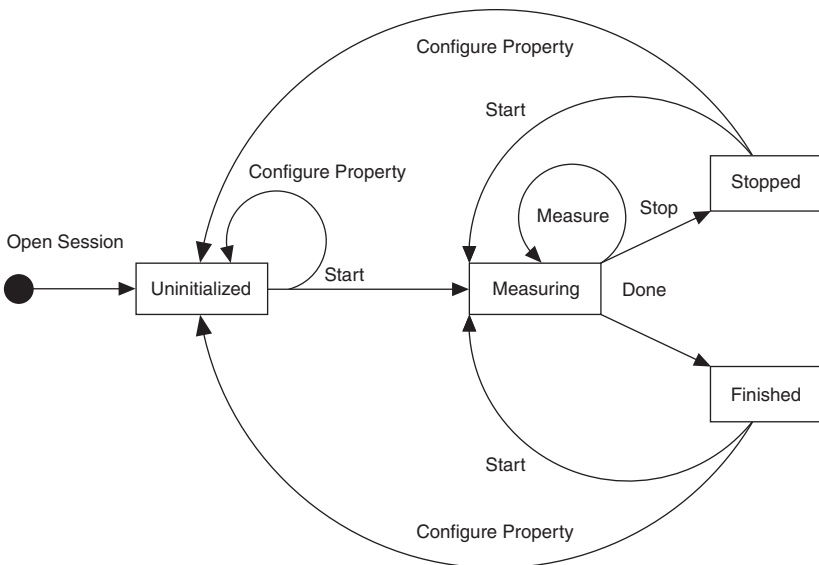 Configure Property
Start
Configure Property
Stopped
Measure
Stop
Open Session
Uninitialized
Start
Measuring
Done
Finished
Start
Configure Property